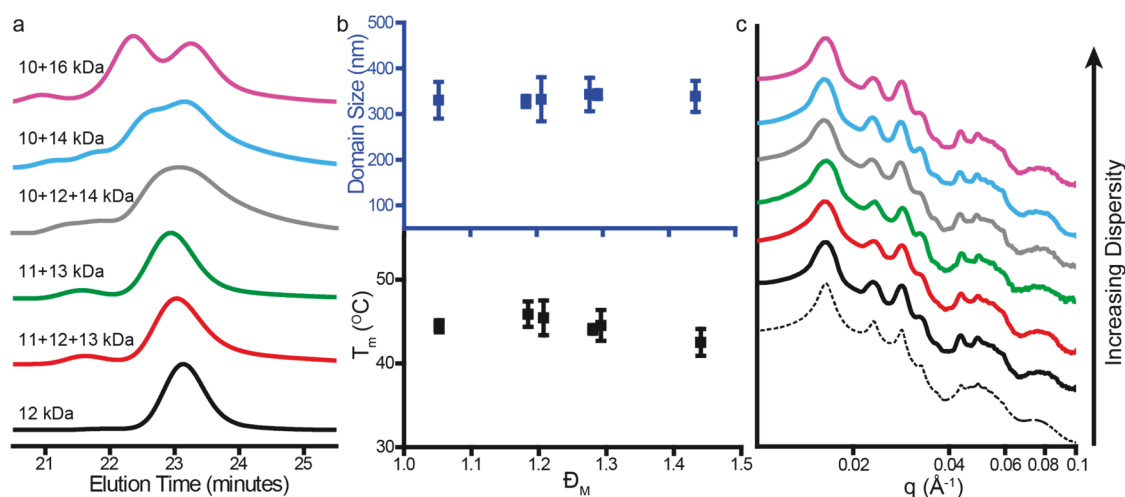 a
10+16 kDa
10+14 kDa
10+12+14 kDa
11+13 kDa
11+12+13 kDa
12 kDa
21 22 23 24 25
Elution Time (minutes)
b
Domain Size (nm)
500
400
300
200
100
Tm (OC)
50
40
30
1.0 1.1 1.2 1.3 1.4 1.5
ĐM
c
0.02 0.04 0.06 0.08 0.1
q (Å-1)
Increasing Dispersity